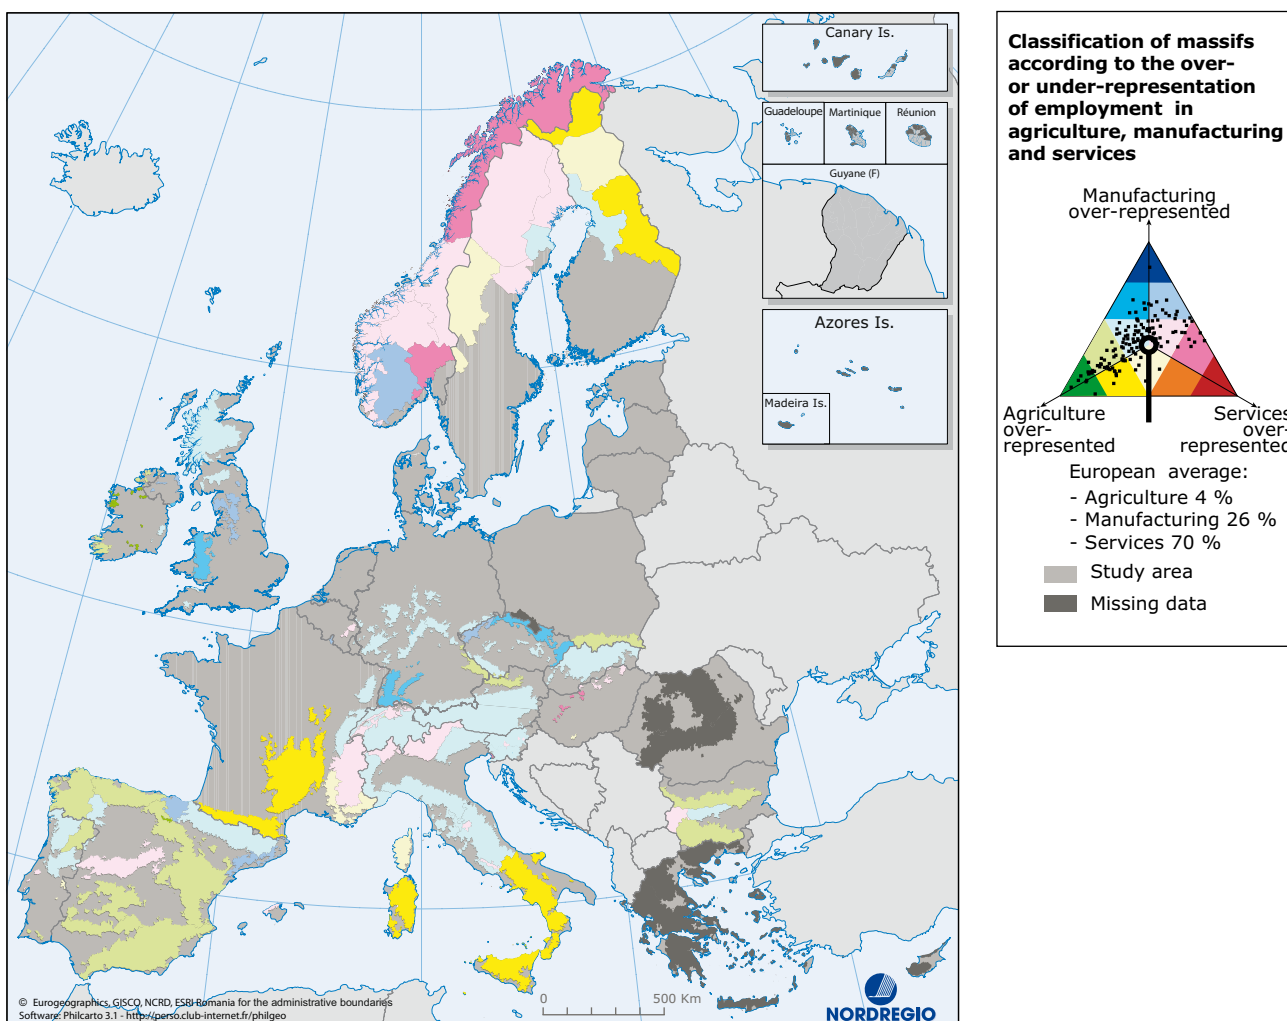 Canary Is.
Guadeloupe
Martinique
Réunion
Guyane (F)
Azores Is.
Madeira Is.
© Eurogeographics, GISCO, NCRD, ESRI Romania for the administrative boundaries
Software: Philcarto 3.1 - http://perso.club-internet.fr/philgeo
0
500 Km
NORDREGIO
Classification of massifs
according to the over-
or under-representation
of employment in
agriculture, manufacturing
and services
Manufacturing
over-represented
Agriculture
over-
represented
Services
over-
represented
European average:
- Agriculture 4 %
- Manufacturing 26 %
- Services 70 %
Study area
Missing data